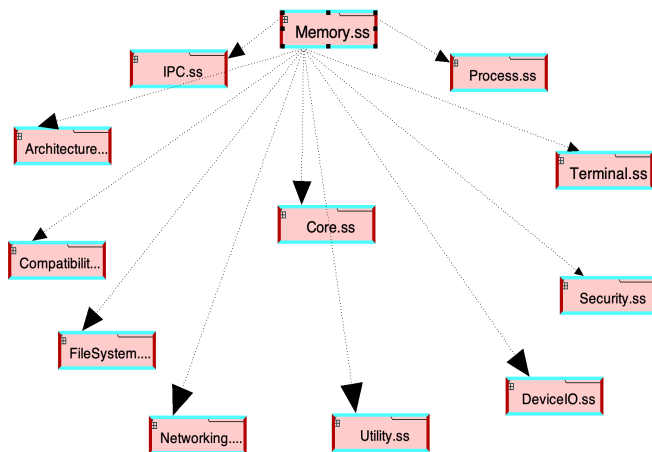 Memory.ss
IPC.ss
Process.ss
Architecture...
Terminal.ss
Core.ss
Compatibilit...
Security.ss
FileSystem....
DeviceIO.ss
Networking....
Utility.ss